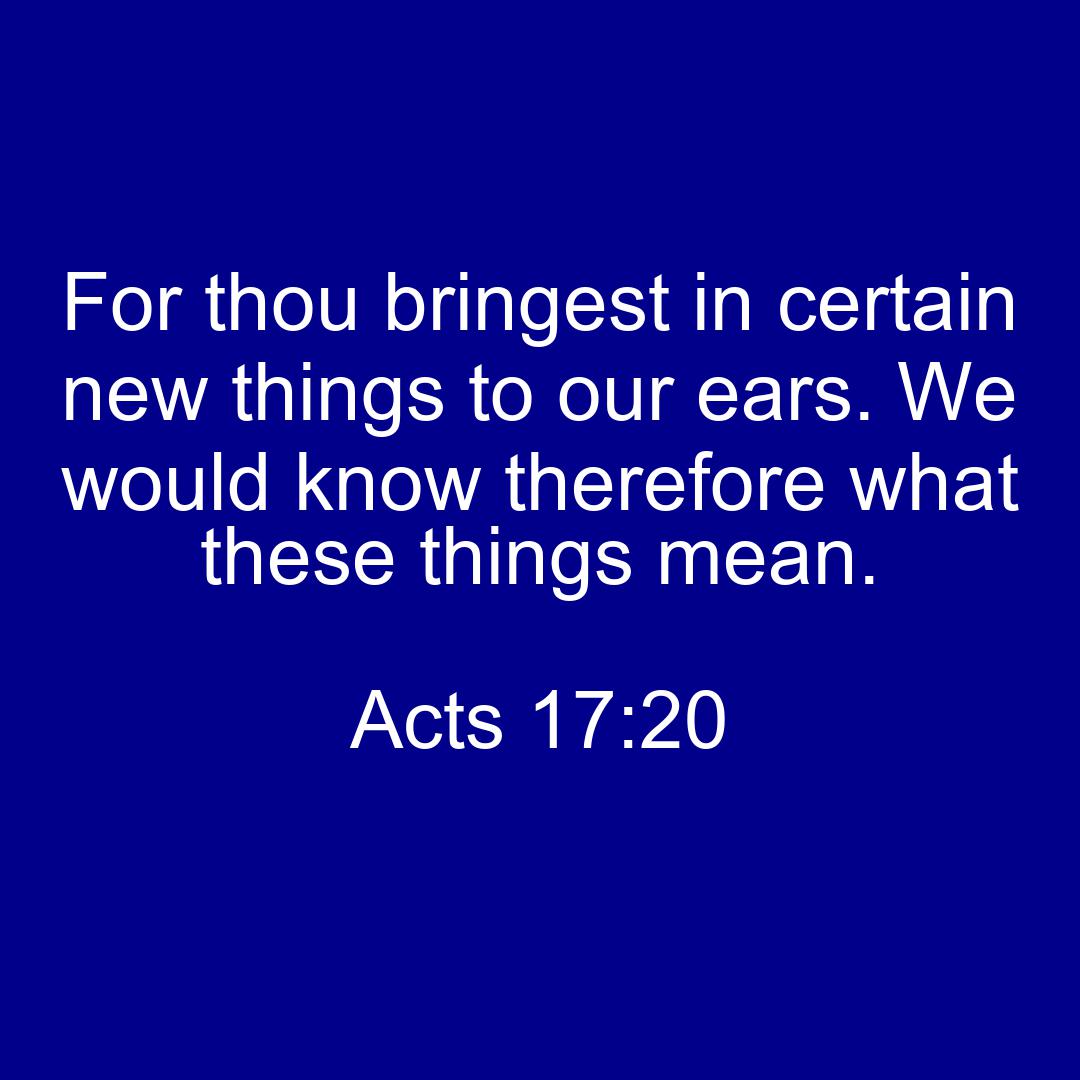 For thou bringest in certain
new things to our ears. We
would know therefore what
these things mean.
Acts 17:20